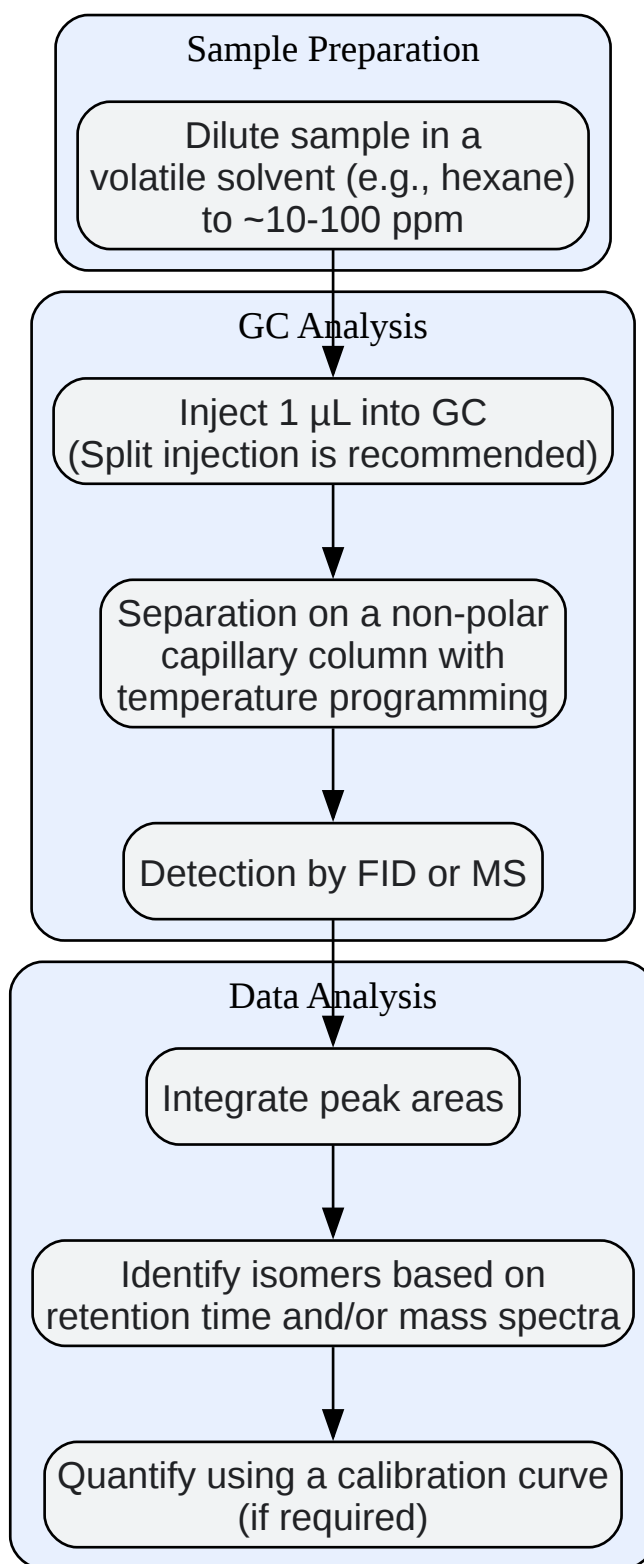 Sample Preparation
Dilute sample in a
volatile solvent (e.g., hexane)
to ~10-100 ppm
GC Analysis
Inject 1 µL into GC
(Split injection is recommended)
Separation on a non-polar
capillary column with
temperature programming
Detection by FID or MS
Data Analysis
Integrate peak areas
Identify isomers based on
retention time and/or mass spectra
Quantify using a calibration curve
(if required)